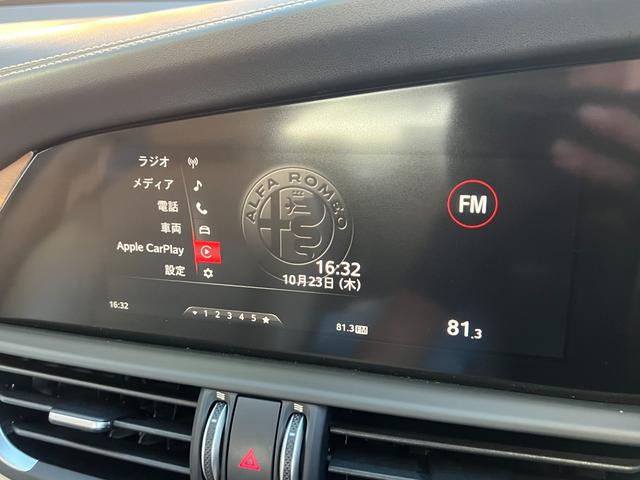 ラジオ
メディア
電話
車両
Apple CarPlay
設定
ALFA ROMEO
16:32
10月23日 (木)
FM
16:32
1 2 3 4 5
81.3 FM
81.3